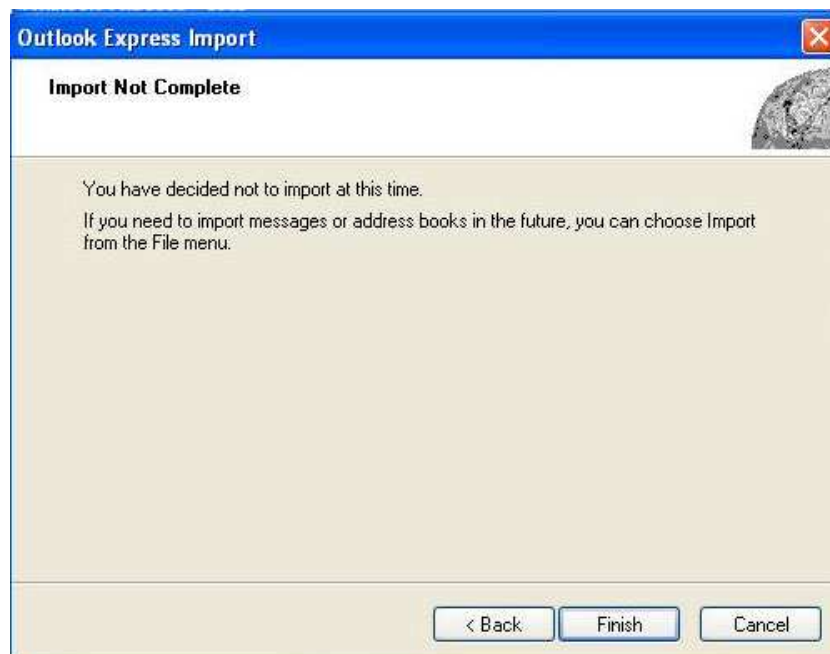 Outlook Express Import
Import Not Complete
You have decided not to import at this time.
If you need to import messages or address books in the future, you can choose Import
from the File menu.
< Back
Finish
Cancel